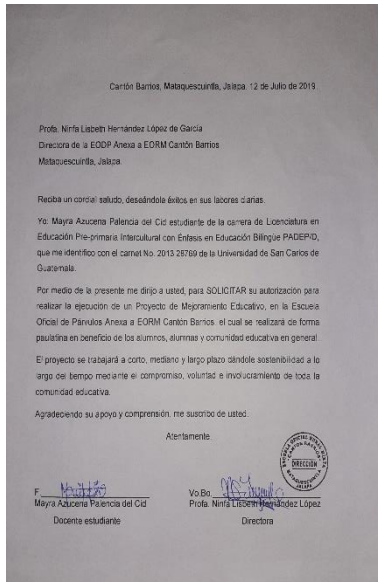 Cantón Barrios, Mataquescuintla, Jalapa, 12 de Julio de 2019
Profa. Ninfa Lisbeth Hernández López de García
Directora de la EODP Anexa a EORM Cantón Barrios
Mataquescuintla, Jalapa.
Reciba un cordial saludo, deseándole éxitos en sus labores diarias.
Yo: Mayra Azucena Palencia del Cid estudiante de la carrera de Licenciatura en
Educación Pre-primaria Intercultural con Énfasis en Educación Bilingüe PADEP/D,
que me identifico con el carnet No. 2013 28769 de la Universidad de San Carlos de
Guatemala.
Por medio de la presente me dirijo a usted, para SOLICITAR su autorización para
realizar la ejecución de un Proyecto de Mejoramiento Educativo, en la Escuela
Oficial de Párvulos Anexa a EORM Cantón Barrios, el cual se realizará de forma
paulatina en beneficio de los alumnos, alumnas y comunidad educativa en general.
El proyecto se trabajará a corto, mediano y largo plazo dándole sostenibilidad a lo
largo del tiempo mediante el compromiso, voluntad e involucramiento de toda la
comunidad educativa.
Agradeciendo su apoyo y comprensión, me suscribo de usted.
Atentamente.
DIRECCIÓN
JALAPA
F.
Vo.Bo.
Mayra Azucena Palencia del Cid
Profa. Ninfa Lisbeth Hernández López
Docente estudiante
Directora